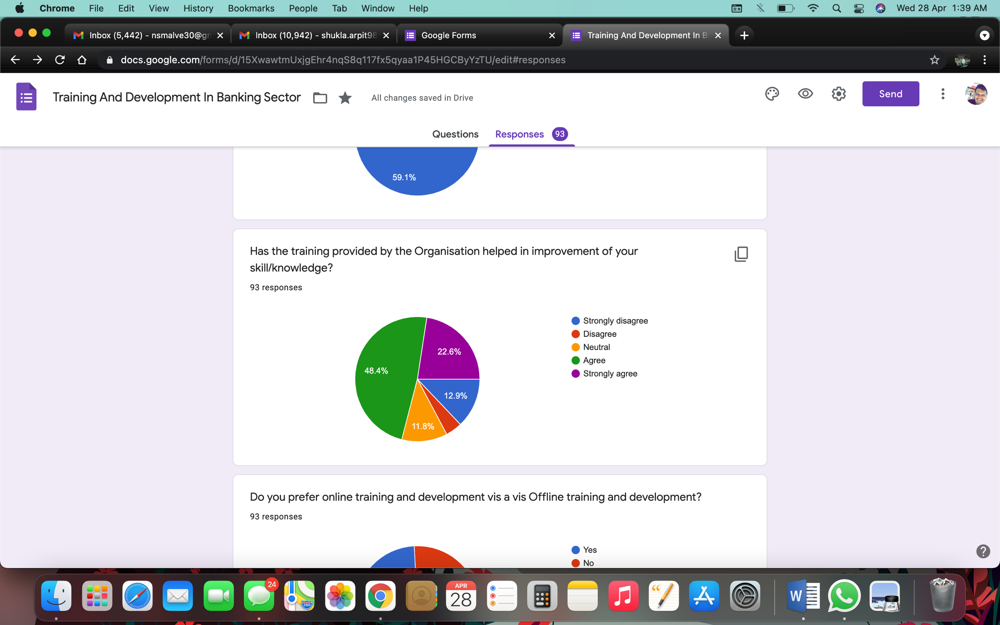 Chrome File Edit View History Bookmarks People Tab Window Help Wed 28 Apr 1:39 AM
Inbox (5,442) - nsmalve30@gm Inbox (10,942) - shukla.arpit98 Google Forms Training And Development In B
docs.google.com/forms/d/15XwawtmUxjgEhr4nqS8q117fx5qyaa1P45HGCByYzTU/edit#responses
Training And Development In Banking Sector All changes saved in Drive Send
Questions Responses 93
59.1%
Has the training provided by the Organisation helped in improvement of your
skill/knowledge?
93 responses
Strongly disagree
Disagree
Neutral
Agree
Strongly agree
22.6%
48.4%
12.9%
11.8%
Do you prefer online training and development vis a vis Offline training and development?
93 responses
Yes
No
?
24
280
APR
28
W